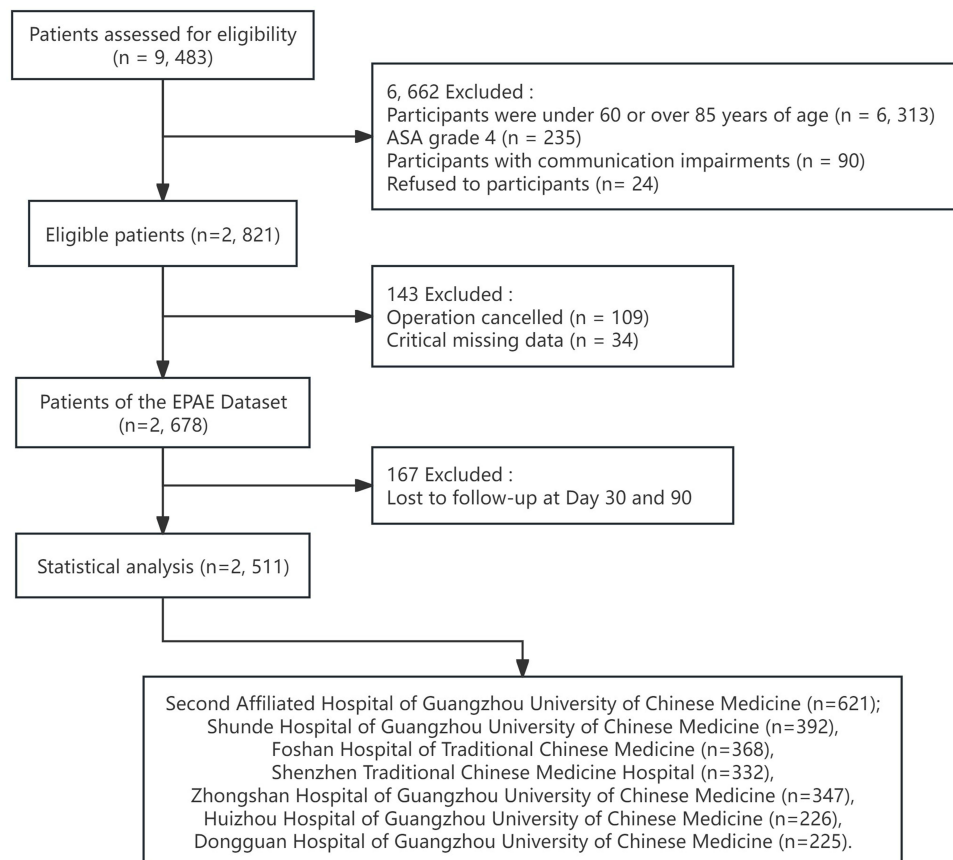 Patients assessed for eligibility
(n = 9, 483)
6, 662 Excluded :
Participants were under 60 or over 85 years of age (n = 6, 313)
ASA grade 4 (n = 235)
Participants with communication impairments (n = 90)
Refused to participants (n= 24)
Eligible patients (n=2, 821)
143 Excluded :
Operation cancelled (n = 109)
Critical missing data (n = 34)
Patients of the EPAE Dataset
(n=2, 678)
167 Excluded :
Lost to follow-up at Day 30 and 90
Statistical analysis (n=2, 511)
Second Affiliated Hospital of Guangzhou University of Chinese Medicine (n=621);
Shunde Hospital of Guangzhou University of Chinese Medicine (n=392),
Foshan Hospital of Traditional Chinese Medicine (n=368),
Shenzhen Traditional Chinese Medicine Hospital (n=332),
Zhongshan Hospital of Guangzhou University of Chinese Medicine (n=347),
Huizhou Hospital of Guangzhou University of Chinese Medicine (n=226),
Dongguan Hospital of Guangzhou University of Chinese Medicine (n=225).